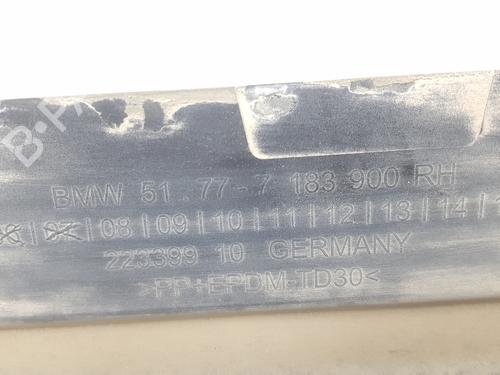 BMW 51.77-7 183 900 RH
|08|09|10|11|12|13|14|
223399 10 GERMANY
>PP+EPDM-TD30<